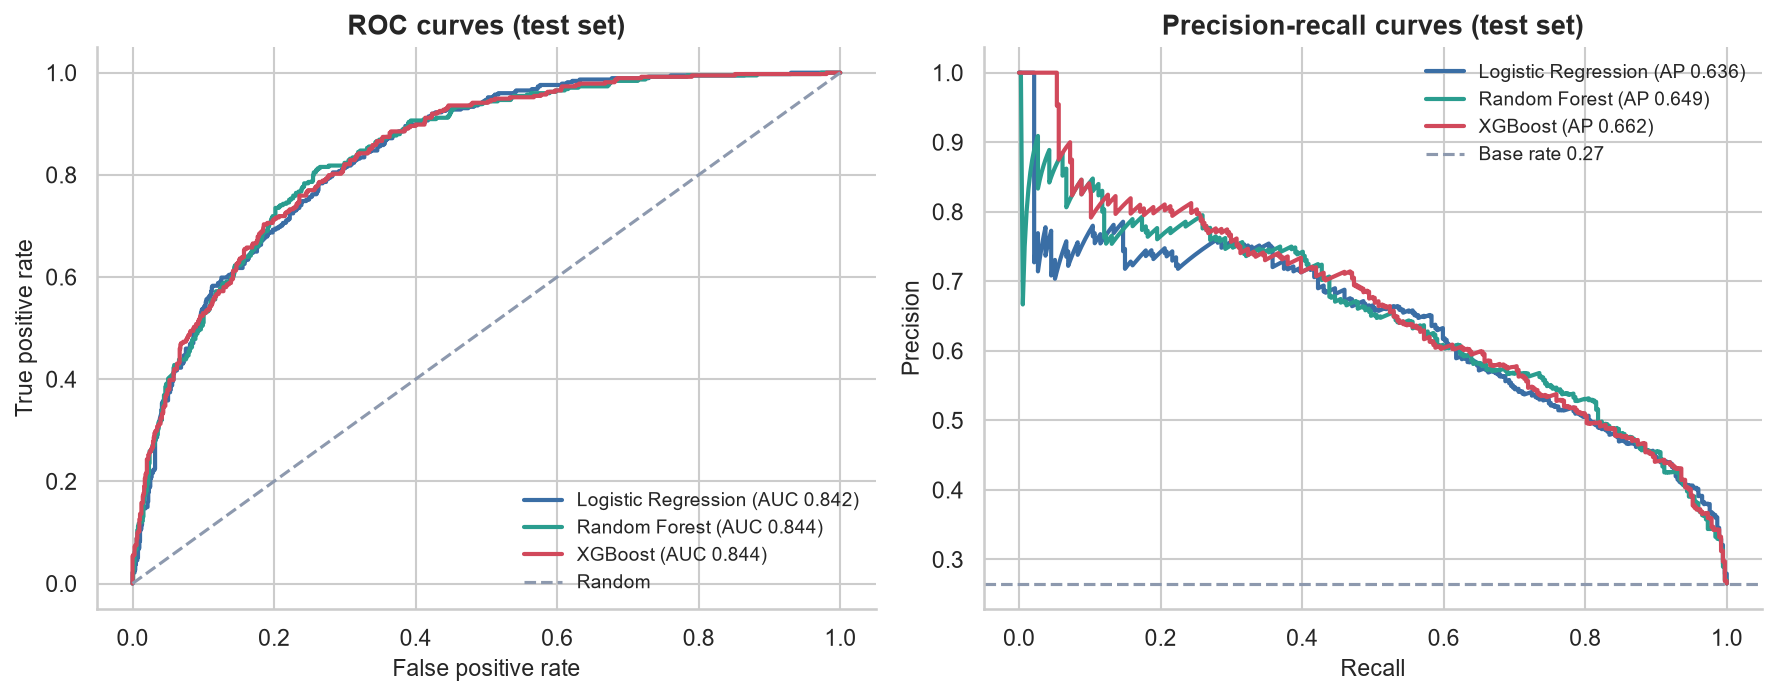 ROC curves (test set)
True positive rate
1.0
0.8
0.6
0.4
0.2
0.0
Logistic Regression (AUC 0.842)
Random Forest (AUC 0.844)
XGBoost (AUC 0.844)
Random
0.0 0.2 0.4 0.6 0.8 1.0
False positive rate
Precision-recall curves (test set)
Precision
1.0
0.9
0.8
0.7
0.6
0.5
0.4
0.3
Logistic Regression (AP 0.636)
Random Forest (AP 0.649)
XGBoost (AP 0.662)
Base rate 0.27
0.0 0.2 0.4 0.6 0.8 1.0
Recall